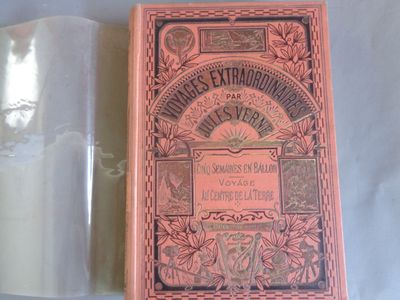 VOYAGES EXTRAORDINAIRES
PAR
JULES VERNE
CINQ SEMAINES EN BALLON
VOYAGE
AU CENTRE DE LA TERRE